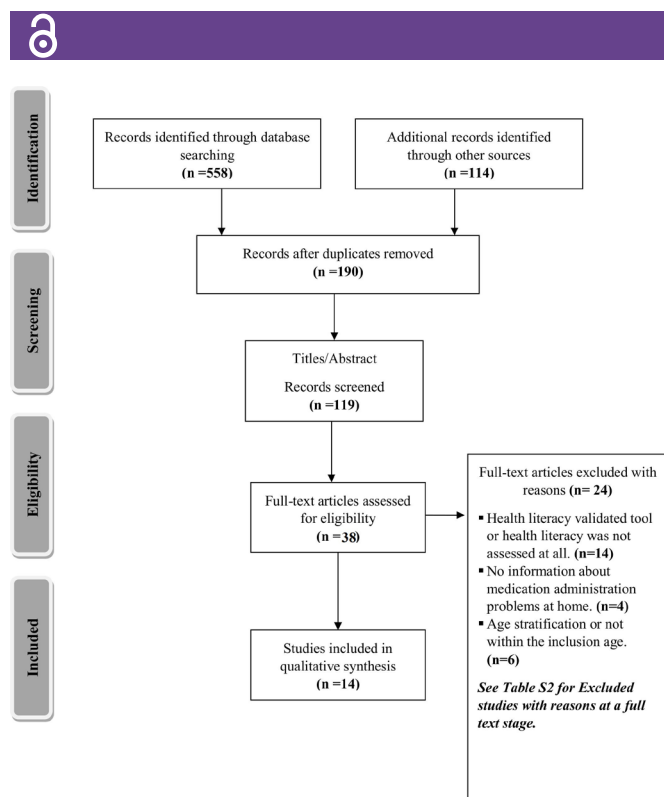 Identification
Records identified through database
searching
(n =558)
Additional records identified
through other sources
(n =114)
Records after duplicates removed
(n =190)
Screening
Titles/Abstract
Records screened
(n =119)
Eligibility
Full-text articles assessed
for eligibility
(n =38)
Full-text articles excluded with
reasons (n= 24)
▪ Health literacy validated tool
or health literacy was not
assessed at all. (n=14)
▪ No information about
medication administration
problems at home. (n=4)
▪ Age stratification or not
within the inclusion age.
(n=6)
See Table S2 for Excluded
studies with reasons at a full
text stage.
Included
Studies included in
qualitative synthesis
(n =14)